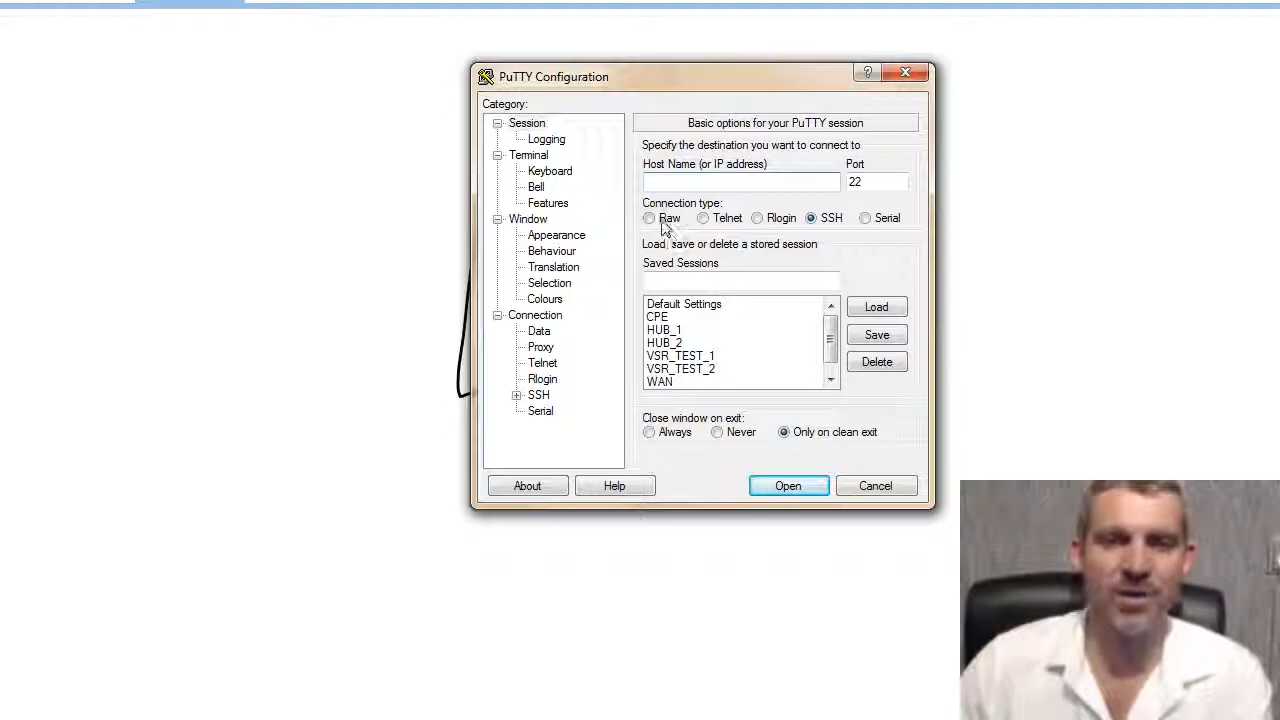 PuTTY Configuration
?
Category:
Session
Logging
Terminal
Keyboard
Bell
Features
Window
Appearance
Behaviour
Translation
Selection
Colours
Connection
Data
Proxy
Telnet
Rlogin
SSH
Serial
Basic options for your PuTTY session
Specify the destination you want to connect to
Host Name (or IP address) Port
22
Connection type:
Raw Telnet Rlogin SSH Serial
Load, save or delete a stored session
Saved Sessions
Default Settings
CPE
HUB_1
HUB_2
VSR_TEST_1
VSR_TEST_2
WAN
Load
Save
Delete
Close window on exit:
Always Never Only on clean exit
About Help Open Cancel